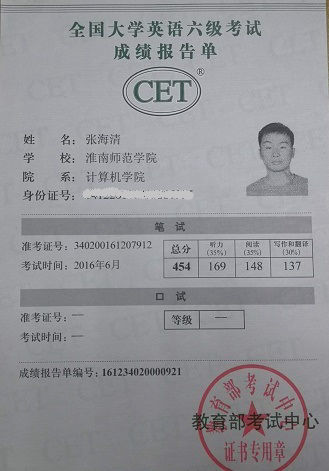 全国大学英语六级考试
成绩报告单
CET®
姓 名： 张海清
学 校： 淮南师范学院
院 系： 计算机学院
身份证号：
笔 试
准考证号：340200161207912
考试时间：2016年6月
总分 听力 (35%) 阅读 (35%) 写作和翻译 (30%)
454 169 148 137
口 试
准考证号：—
考试时间：—
等级 —
成绩报告单编号：161234020000921
教育部考试中心
教育部考试中心
证书专用章